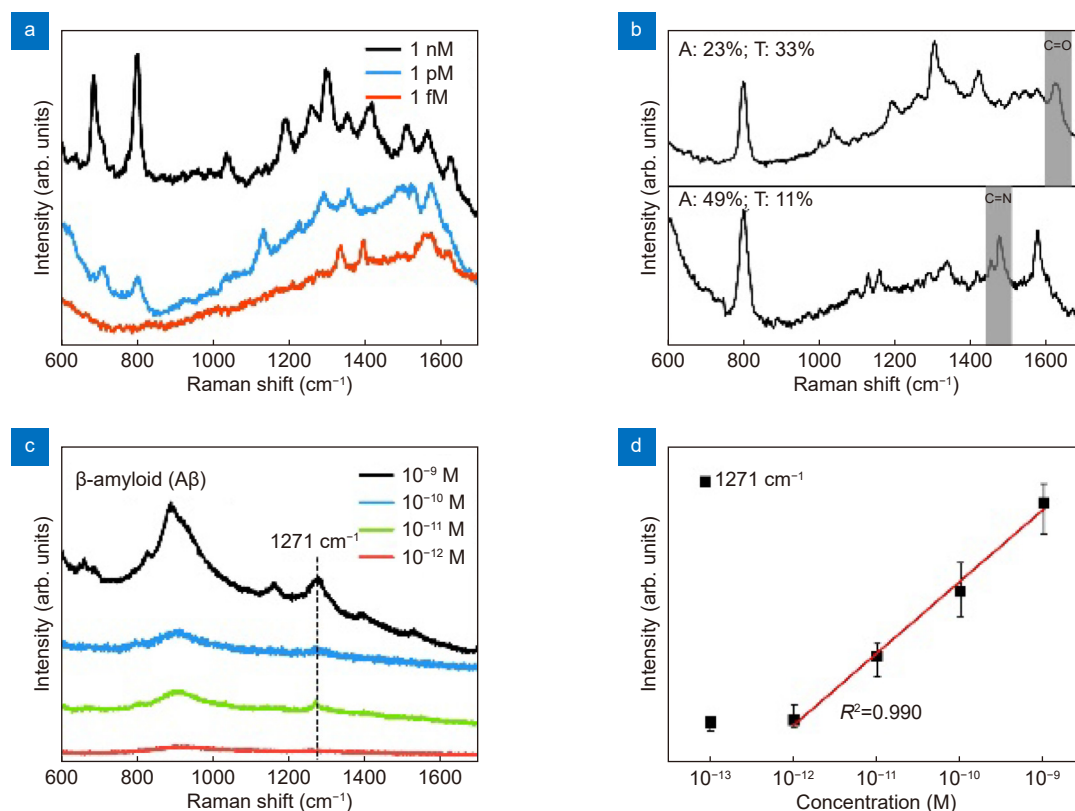 a
1 nM
1 pM
1 fM
Intensity (arb. units)
600 800 1000 1200 1400 1600
Raman shift (cm⁻¹)
b
A: 23%; T: 33%
C=O
A: 49%; T: 11%
C=N
Intensity (arb. units)
600 800 1000 1200 1400 1600
Raman shift (cm⁻¹)
c
β-amyloid (Aβ)
10⁻⁹ M
10⁻¹⁰ M
10⁻¹¹ M
10⁻¹² M
1271 cm⁻¹
Intensity (arb. units)
600 800 1000 1200 1400 1600
Raman shift (cm⁻¹)
d
1271 cm⁻¹
R²=0.990
Intensity (arb. units)
10⁻¹³ 10⁻¹² 10⁻¹¹ 10⁻¹⁰ 10⁻⁹
Concentration (M)